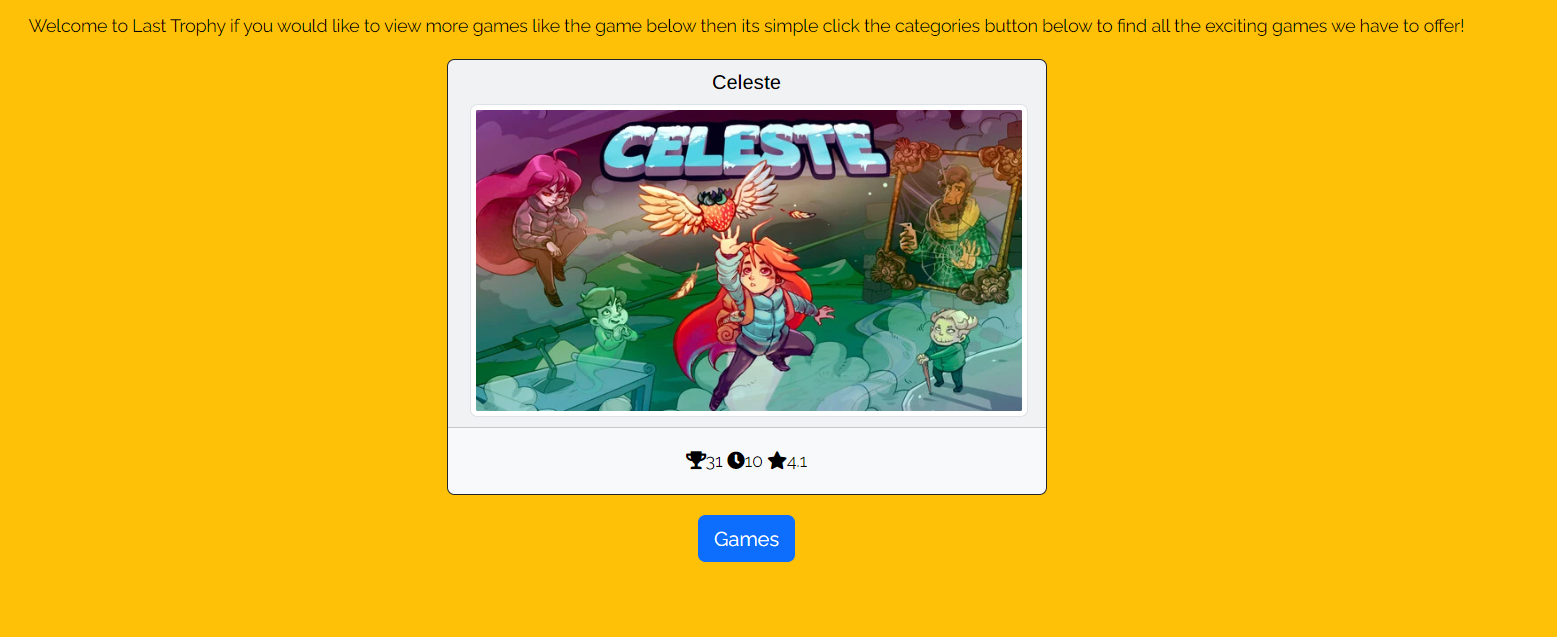 Welcome to Last Trophy if you would like to view more games like the game below then its simple click the categories button below to find all the exciting games we have to offer!
Celeste
CELESTE
31 10 4.1
Games